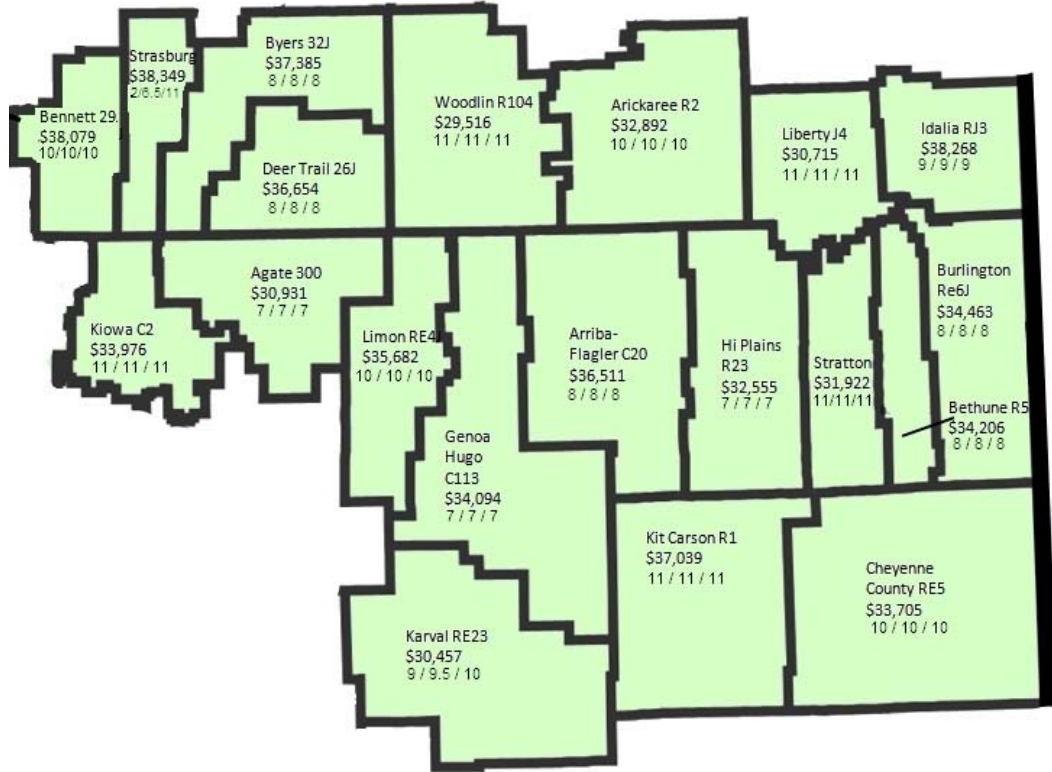 Strasburg
$38,349
2/6.5/11
Byers 32J
$37,385
8 / 8 / 8
Bennett 29.
$38,079
10/10/10
Deer Trail 26J
$36,654
8 / 8 / 8
Woodlin R104
$29,516
11 / 11 / 11
Arickaree R2
$32,892
10 / 10 / 10
Liberty J4
$30,715
11 / 11 / 11
Idalia RJ3
$38,268
9 / 9 / 9
Kiowa C2
$33,976
11 / 11 / 11
Agate 300
$30,931
7 / 7 / 7
Limon RE4J
$35,682
10 / 10 / 10
Genoa
Hugo
C113
$34,094
7 / 7 / 7
Arriba-
Flagler C20
$36,511
8 / 8 / 8
Hi Plains
R23
$32,555
7 / 7 / 7
Stratton
$31,922
11/11/11
Burlington
Re6J
$34,463
8 / 8 / 8
Bethune R5
$34,206
8 / 8 / 8
Kit Carson R1
$37,039
11 / 11 / 11
Cheyenne
County RE5
$33,705
10 / 10 / 10
Karval RE23
$30,457
9 / 9.5 / 10